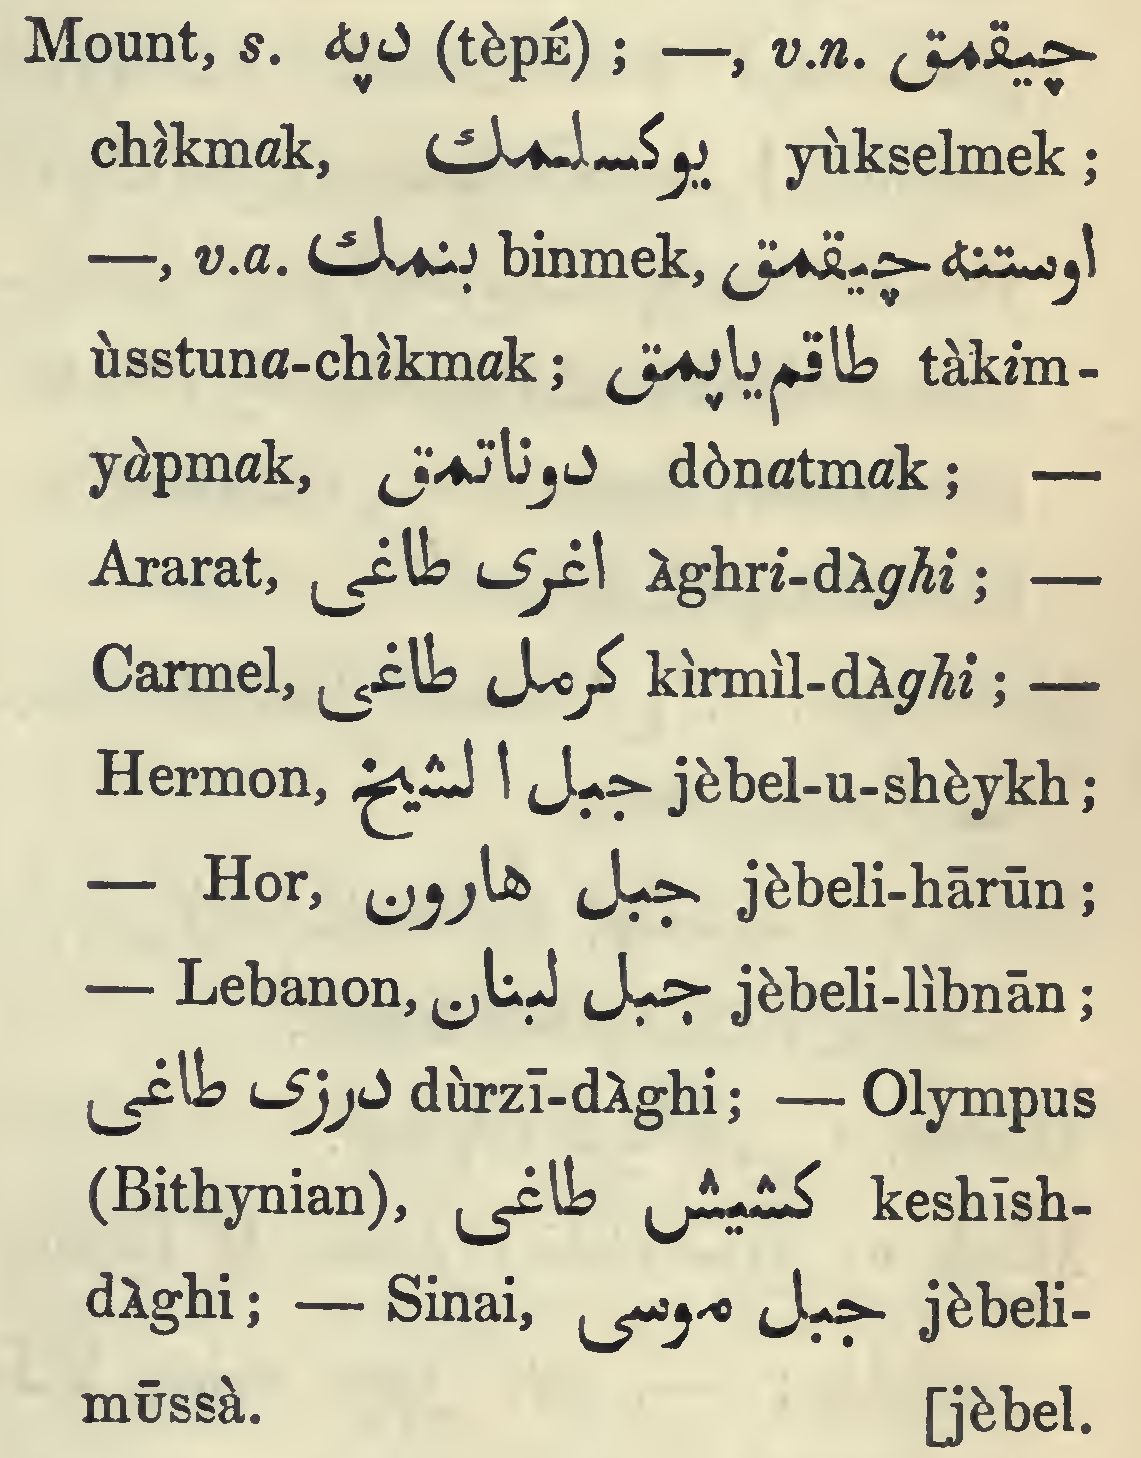 Mount, s. دپه (tèpÉ) ; —, v.n. چیقمق
chìkmak, یوکسلمك yùkselmek ;
—, v.a. بنمك binmek, اوستنه چیقمق
ùsstuna-chìkmak ; طاقم یاپمق tàkim-
yàpmak, دوناتمق dònatmak ; —
Ararat, اغری طاغی Àghri-dÀghi ; —
Carmel, کرمل طاغی kìrmìl-dÀghi ; —
Hermon, جبل الشیخ jèbel-u-shèykh ;
— Hor, جبل هارون jèbeli-hārūn ;
— Lebanon, جبل لبنان jèbeli-lìbnān ;
درزی طاغی dùrzī-dÀghi ; — Olympus
(Bithynian), کشیش طاغی keshīsh-
dÀghi ; — Sinai, جبل موسی jèbeli-
mūssà. [jèbel.